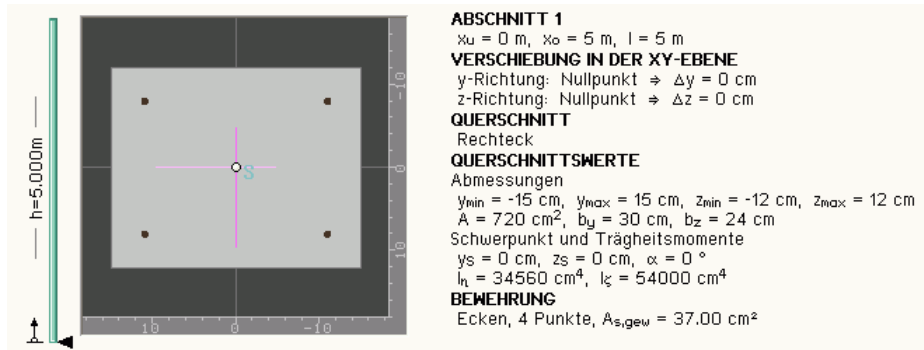 ABSCHNITT 1
xu = 0 m, xo = 5 m, l = 5 m
VERSCHIEBUNG IN DER XY-EBENE
y-Richtung: Nullpunkt ⇒ Δy = 0 cm
z-Richtung: Nullpunkt ⇒ Δz = 0 cm
QUERSCHNITT
Rechteck
QUERSCHNITTSWERTE
Abmessungen
ymin = -15 cm, ymax = 15 cm, zmin = -12 cm, zmax = 12 cm
A = 720 cm², by = 30 cm, bz = 24 cm
Schwerpunkt und Trägheitsmomente
ys = 0 cm, zs = 0 cm, α = 0 °
Iη = 34560 cm⁴, Iζ = 54000 cm⁴
BEWEHRUNG
Ecken, 4 Punkte, As,gew = 37.00 cm²
h=5.000m
S
-10
0
10
10 0 -10